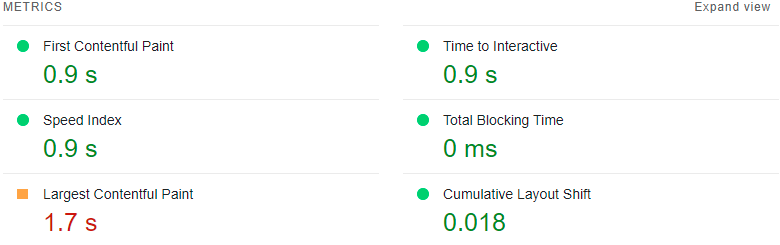 METRICS
Expand view
First Contentful Paint
0.9 s
Time to Interactive
0.9 s
Speed Index
0.9 s
Total Blocking Time
0 ms
Largest Contentful Paint
1.7 s
Cumulative Layout Shift
0.018